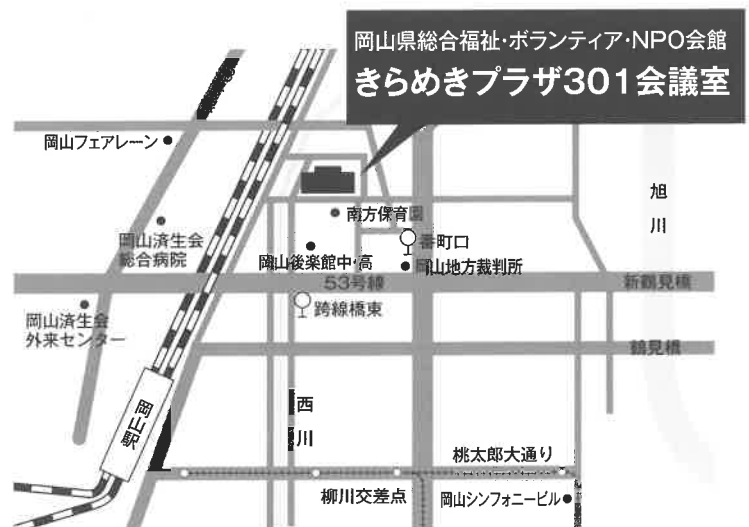 岡山県総合福祉・ボランティア・NPO会館
きらめきプラザ301会議室
岡山フェアレーン
旭川
南方保育園
岡山済生会
総合病院
番町口
岡山後楽館中・高
岡山地方裁判所
53号線
新鶴見橋
跨線橋東
岡山済生会
外来センター
鶴見橋
岡山駅
西川
桃太郎大通り
柳川交差点
岡山シンフォニービル